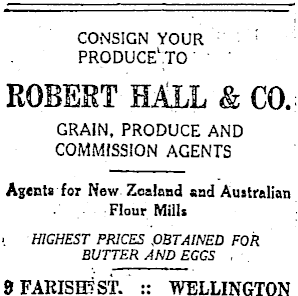 CONSIGN YOUR
PRODUCE TO
ROBERT HALL & CO.
GRAIN, PRODUCE AND
COMMISSION AGENTS
Agents for New Zealand and Australian
Flour Mills
HIGHEST PRICES OBTAINED FOR
BUTTER AND EGGS
9 FARISH ST. :: WELLINGTON